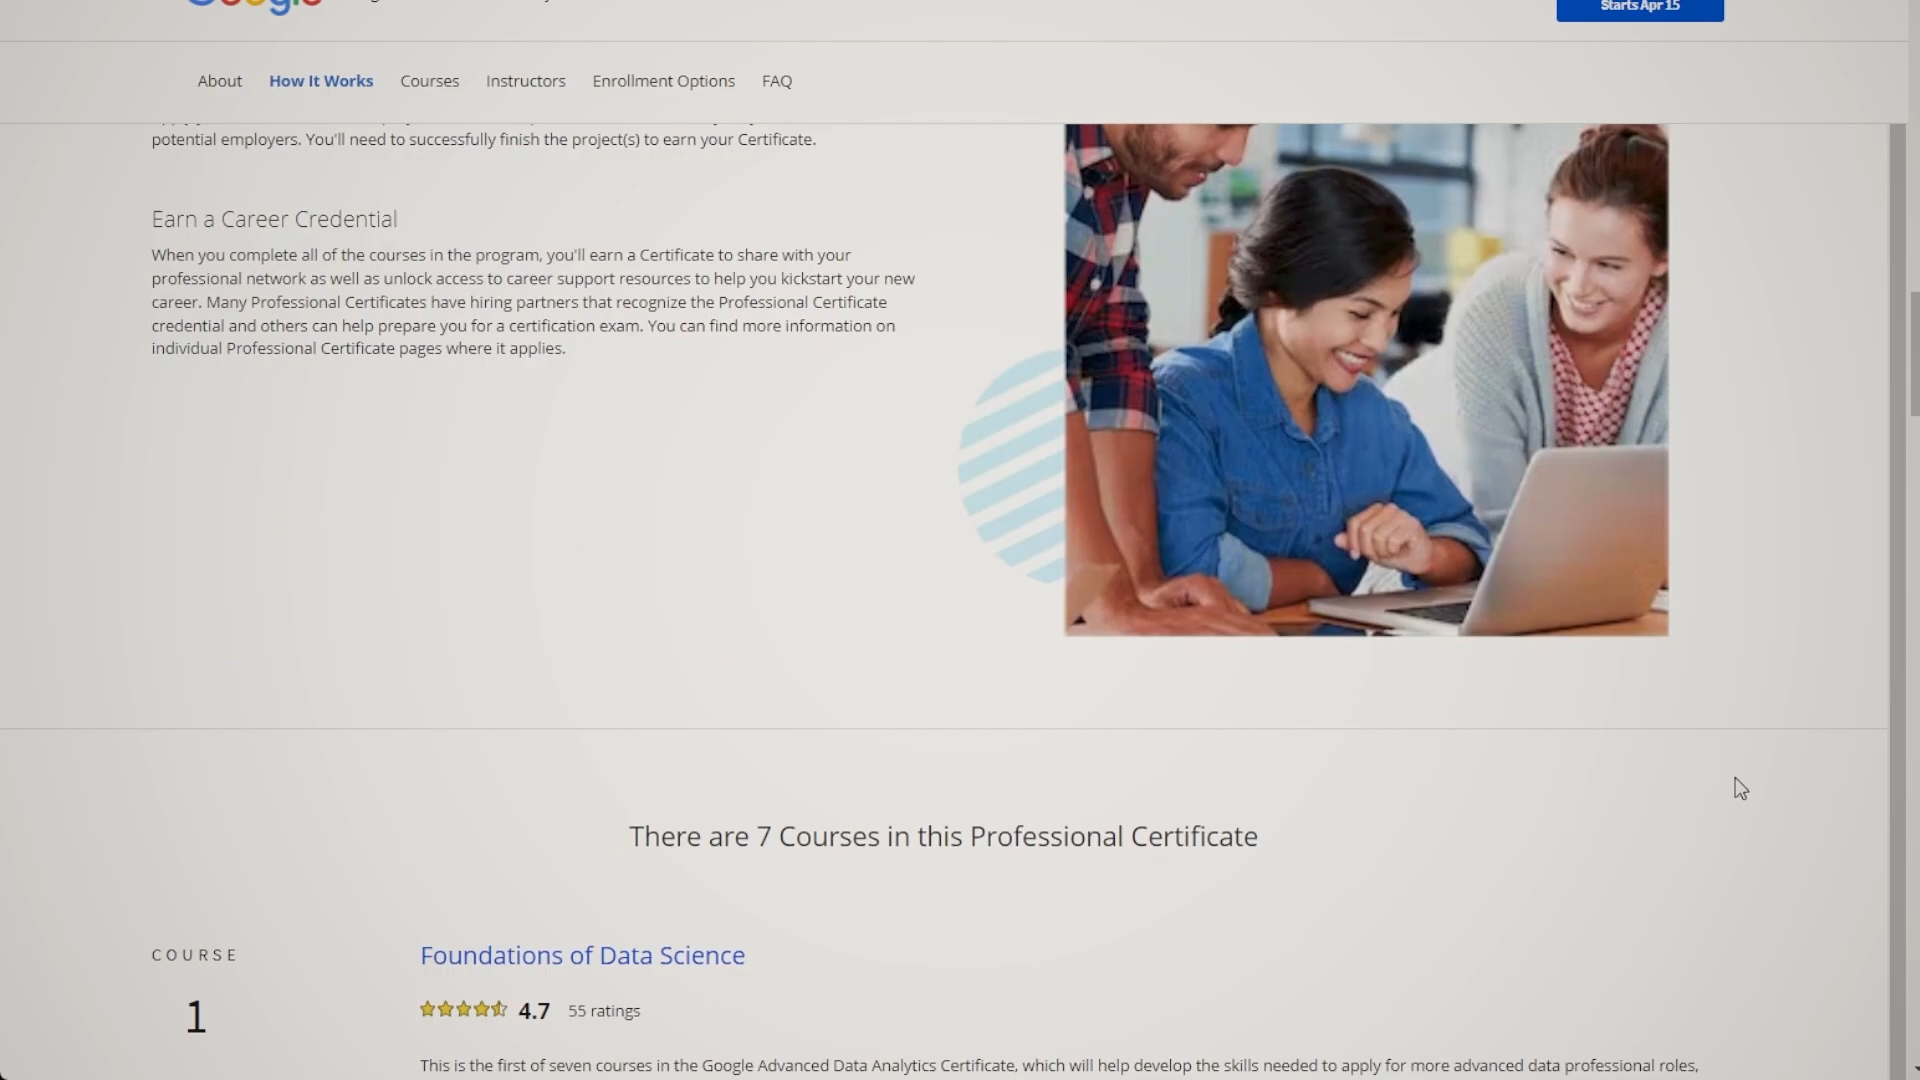 Google
Starts Apr 15
About How It Works Courses Instructors Enrollment Options FAQ
potential employers. You'll need to successfully finish the project(s) to earn your Certificate.
Earn a Career Credential
When you complete all of the courses in the program, you'll earn a Certificate to share with your
professional network as well as unlock access to career support resources to help you kickstart your new
career. Many Professional Certificates have hiring partners that recognize the Professional Certificate
credential and others can help prepare you for a certification exam. You can find more information on
individual Professional Certificate pages where it applies.
There are 7 Courses in this Professional Certificate
COURSE
1
Foundations of Data Science
4.7 55 ratings
This is the first of seven courses in the Google Advanced Data Analytics Certificate, which will help develop the skills needed to apply for more advanced data professional roles,